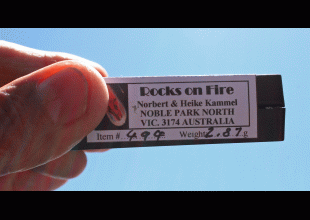 Rocks on Fire
Norbert & Heike Kammel
NOBLE PARK NORTH
VIC. 3174 AUSTRALIA
Item #. 494 Weight 2.87 g